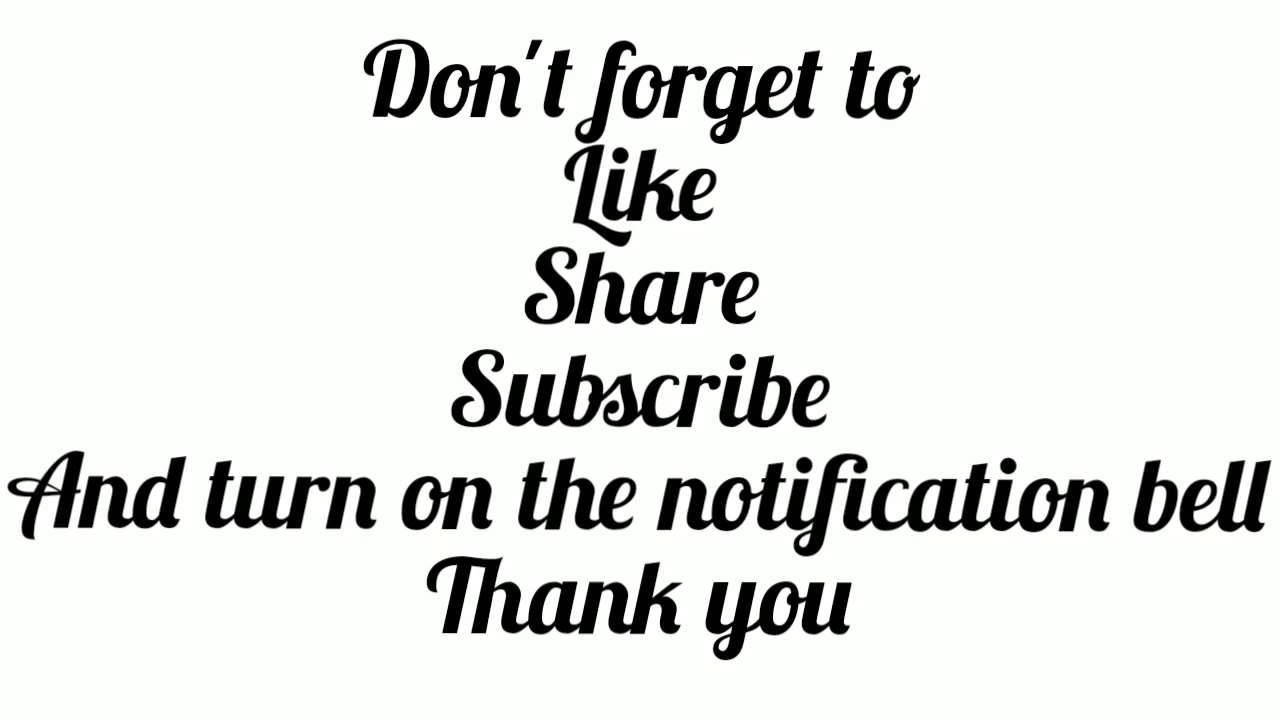 Don't forget to
Like
Share
Subscribe
And turn on the notification bell
Thank you